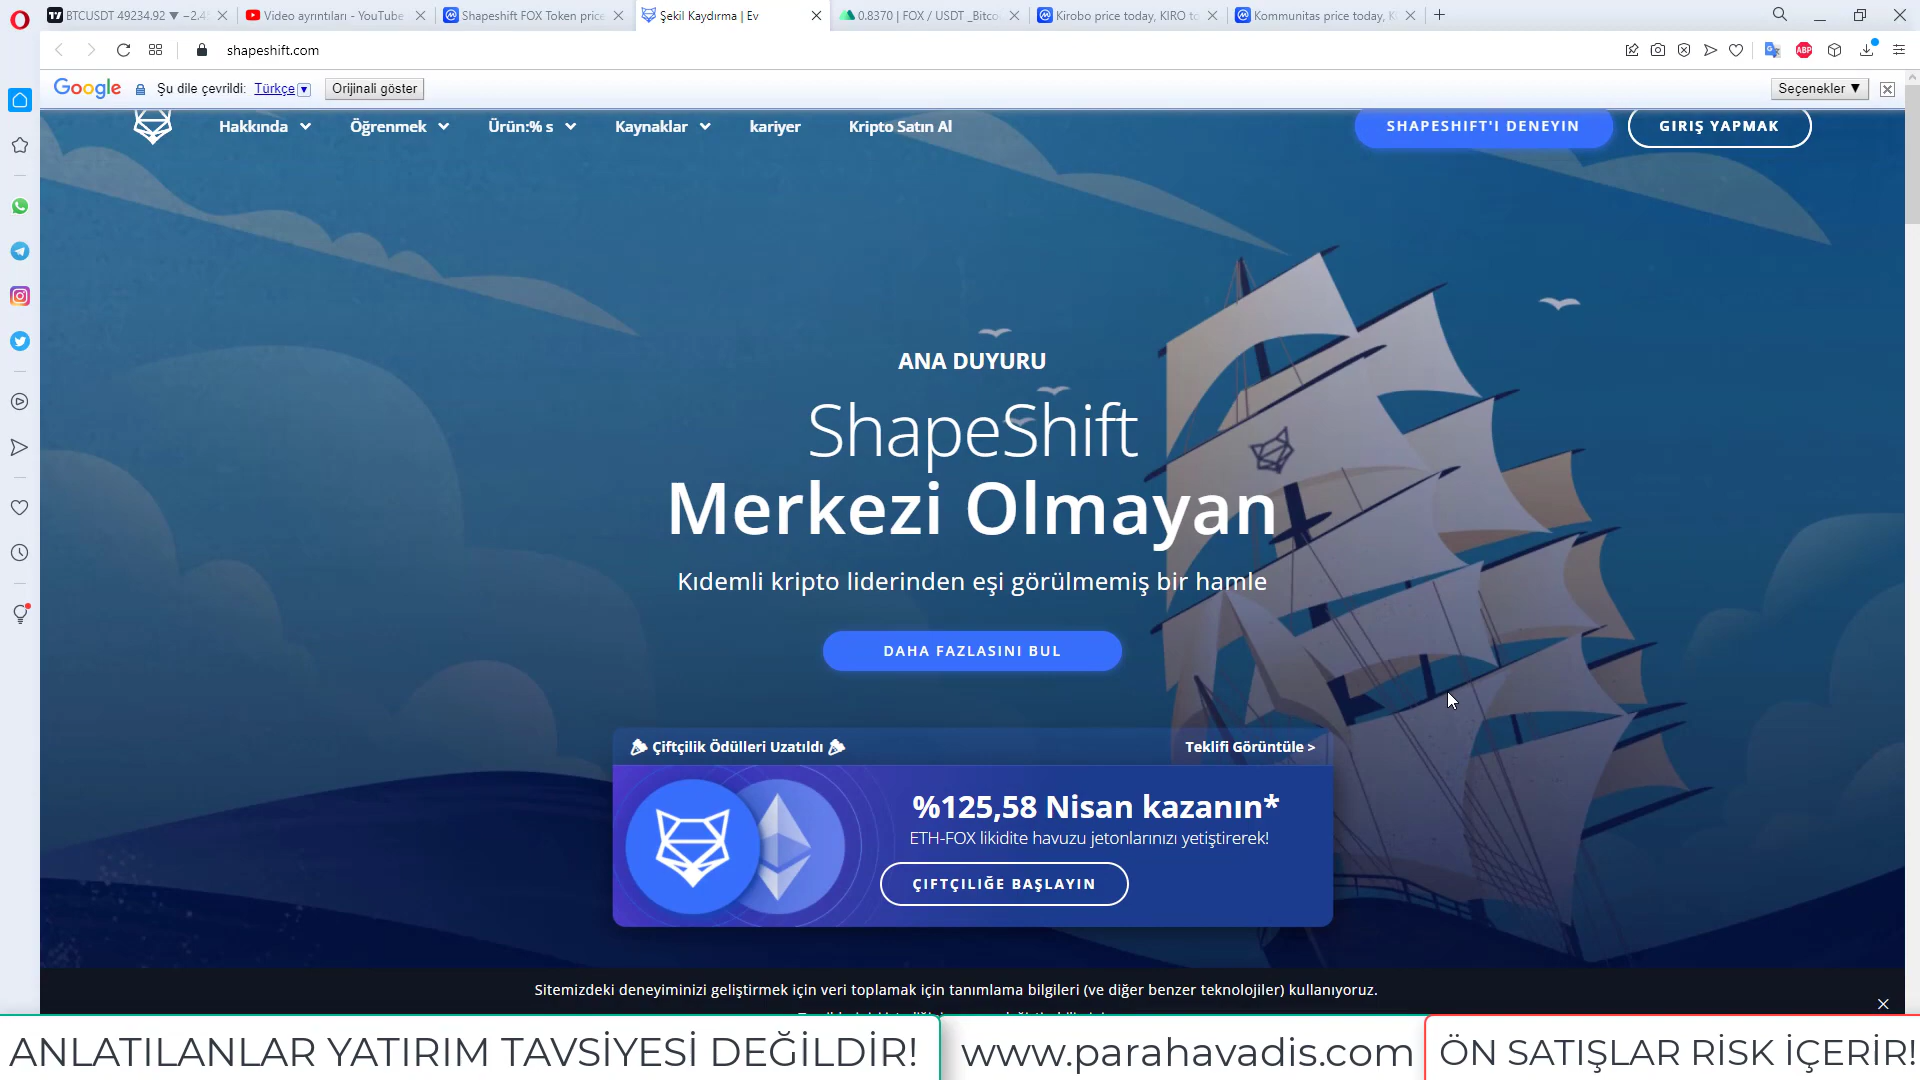 BTCUSDT 49234.92 ▼ −2.4
Video ayrıntıları - YouTube
Shapeshift FOX Token price
Şekil Kaydırma | Ev
0.8370 | FOX / USDT _Bitco
Kirobo price today, KIRO to
Kommunitas price today, K
shapeshift.com
ABP
Google Şu dile çevrildi: Türkçe Orijinali göster Seçenekler ▼
Hakkında Öğrenmek Ürün:% s Kaynaklar kariyer Kripto Satın Al SHAPESHIFT'I DENEYIN GIRIŞ YAPMAK
ANA DUYURU
ShapeShift
Merkezi Olmayan
Kıdemli kripto liderinden eşi görülmemiş bir hamle
DAHA FAZLASINI BUL
Çiftçilik Ödülleri Uzatıldı Teklifi Görüntüle >
%125,58 Nisan kazanın*
ETH-FOX likidite havuzu jetonlarınızı yetiştirerek!
ÇIFTÇILIĞE BAŞLAYIN
Sitemizdeki deneyiminizi geliştirmek için veri toplamak için tanımlama bilgileri (ve diğer benzer teknolojiler) kullanıyoruz.
ANLATILANLAR YATIRIM TAVSİYESİ DEĞİLDİR! www.parahavadis.com ÖN SATIŞLAR RİSK İÇERİR!